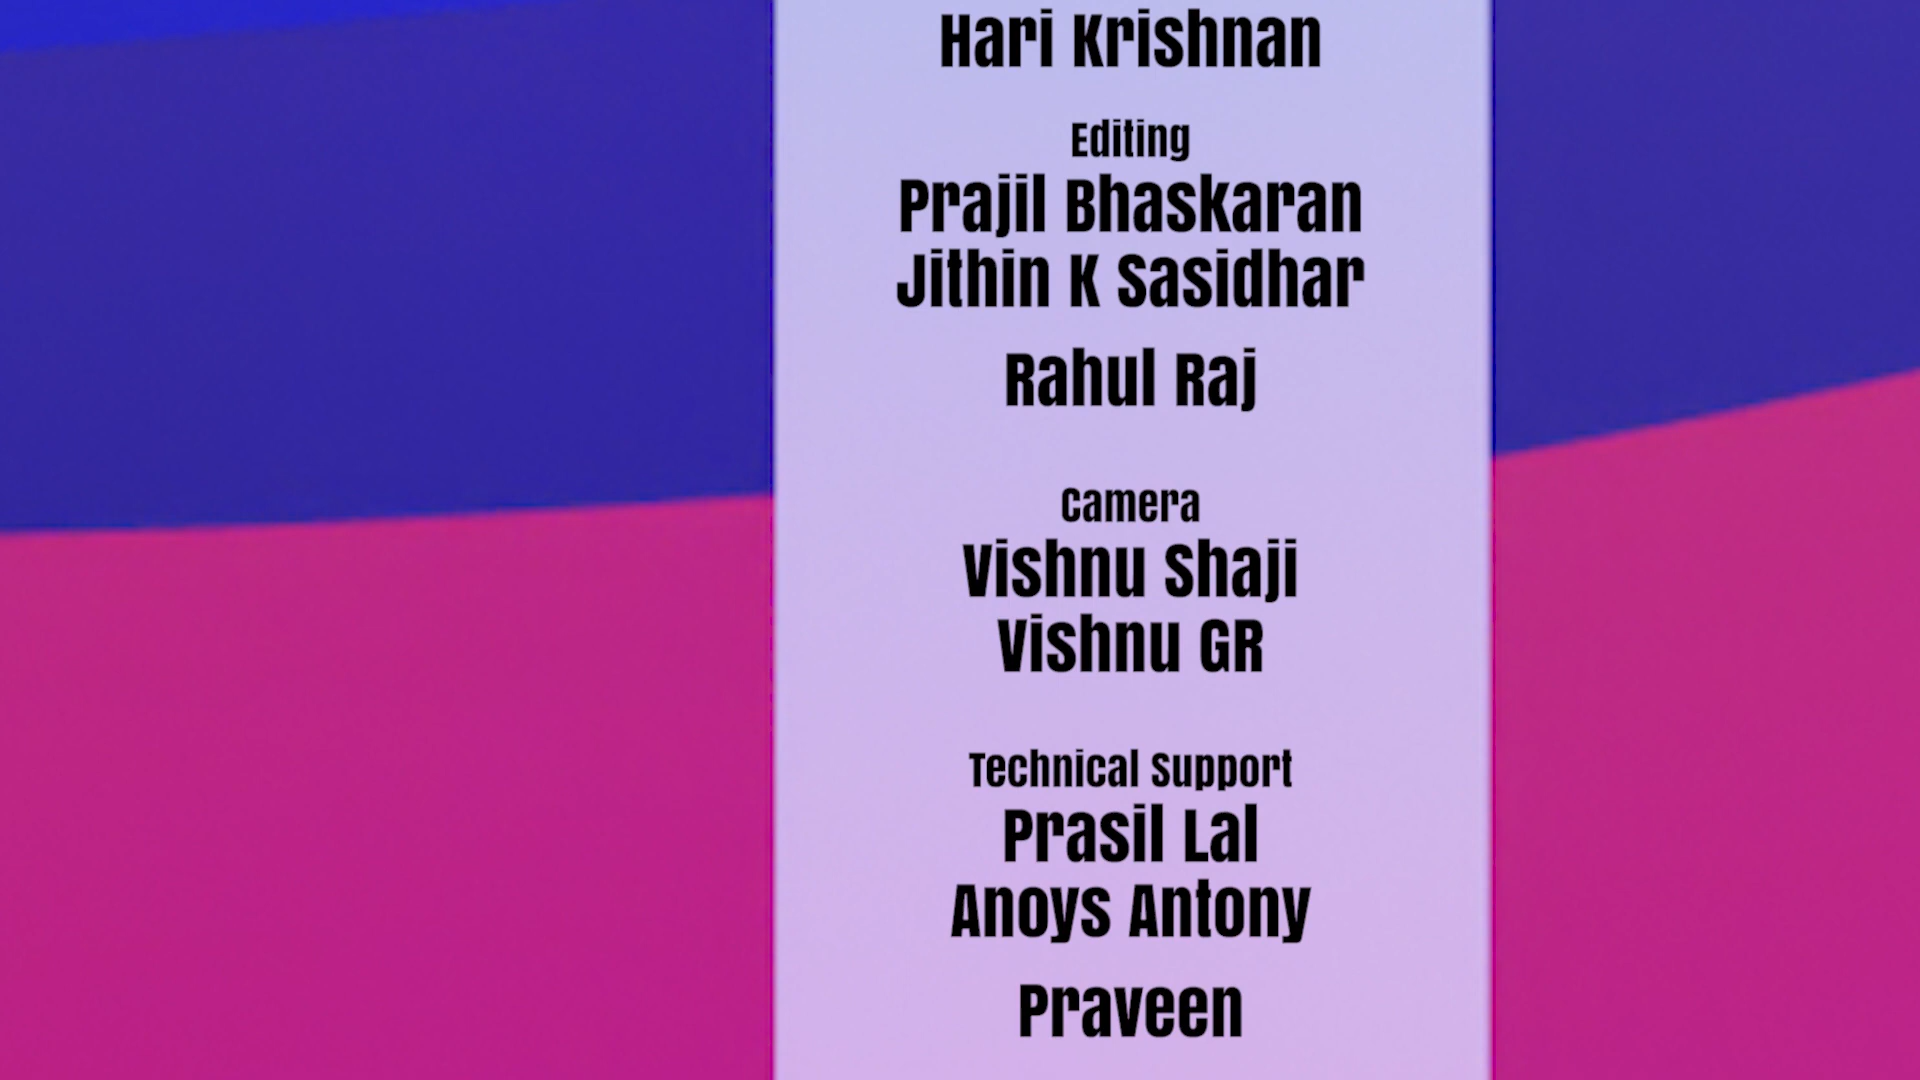 Hari Krishnan
Editing
Prajil Bhaskaran
Jithin K Sasidhar
Rahul Raj
Camera
Vishnu Shaji
Vishnu GR
Technical Support
Prasil Lal
Anoys Antony
Praveen